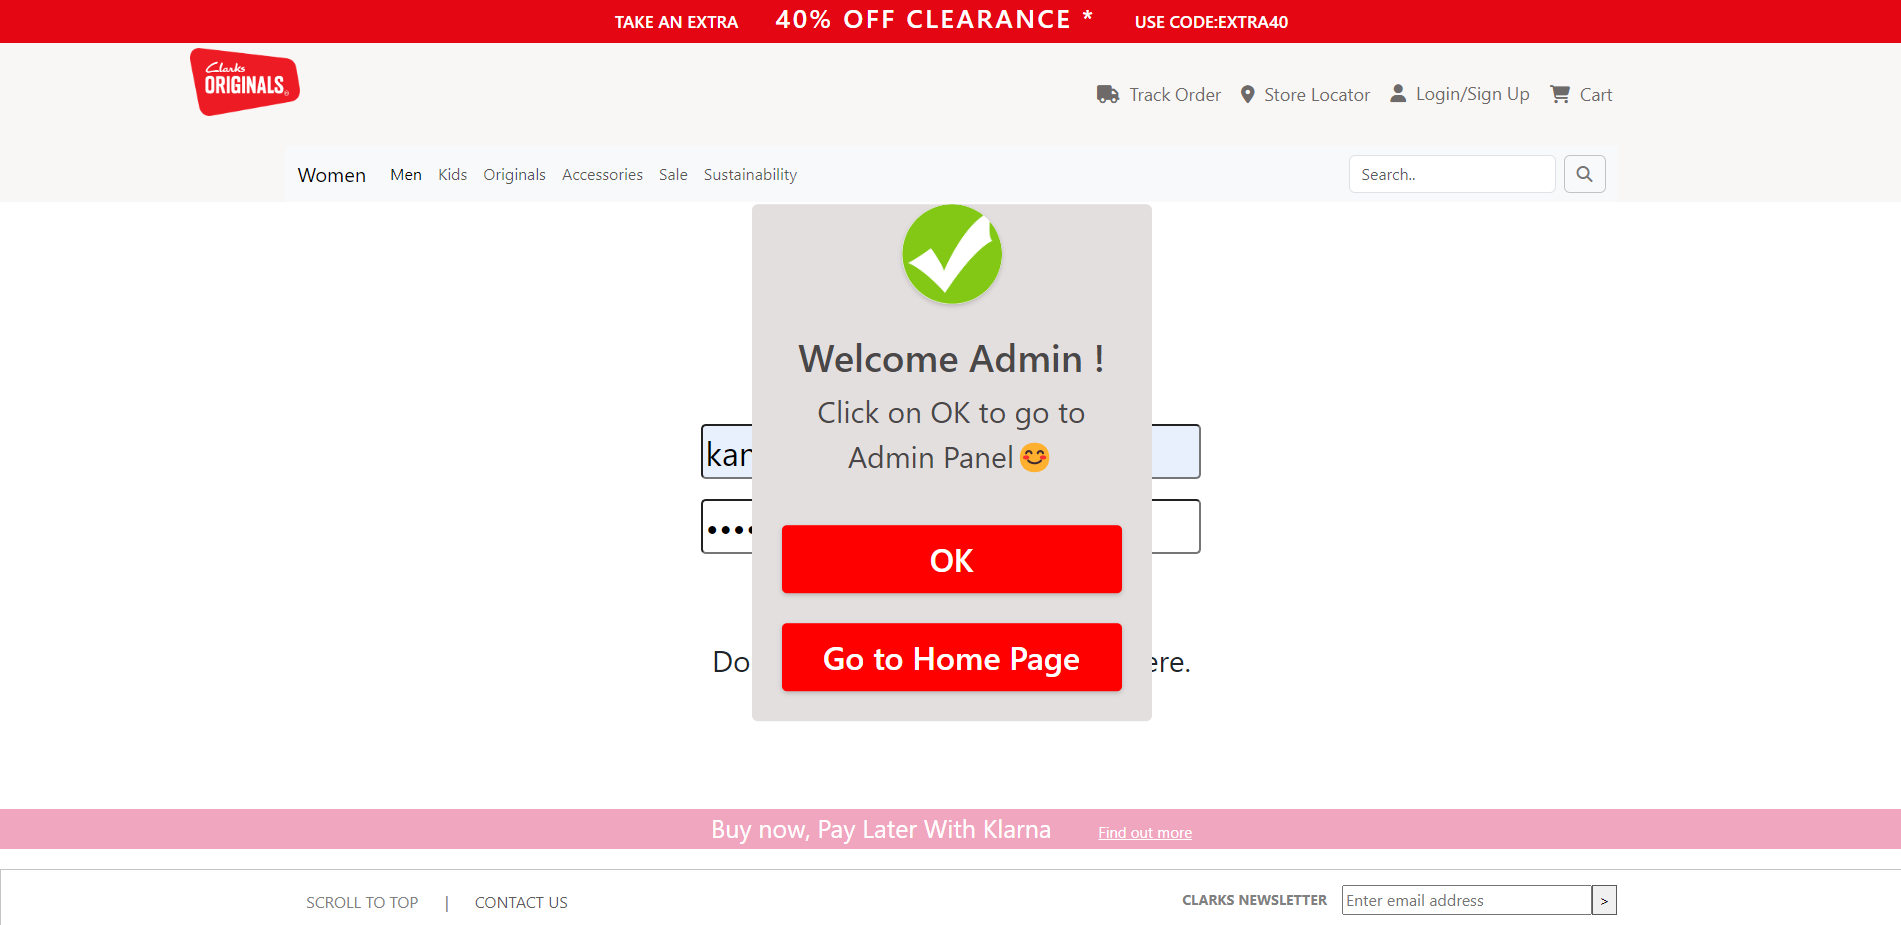 TAKE AN EXTRA 40% OFF CLEARANCE * USE CODE:EXTRA40
Clarks
ORIGINALS
Track Order Store Locator Login/Sign Up Cart
Women Men Kids Originals Accessories Sale Sustainability Search..
Welcome Admin !
Click on OK to go to
Admin Panel😊
kan
••••
OK
Do ere.
Go to Home Page
Buy now, Pay Later With Klarna Find out more
SCROLL TO TOP | CONTACT US CLARKS NEWSLETTER Enter email address >